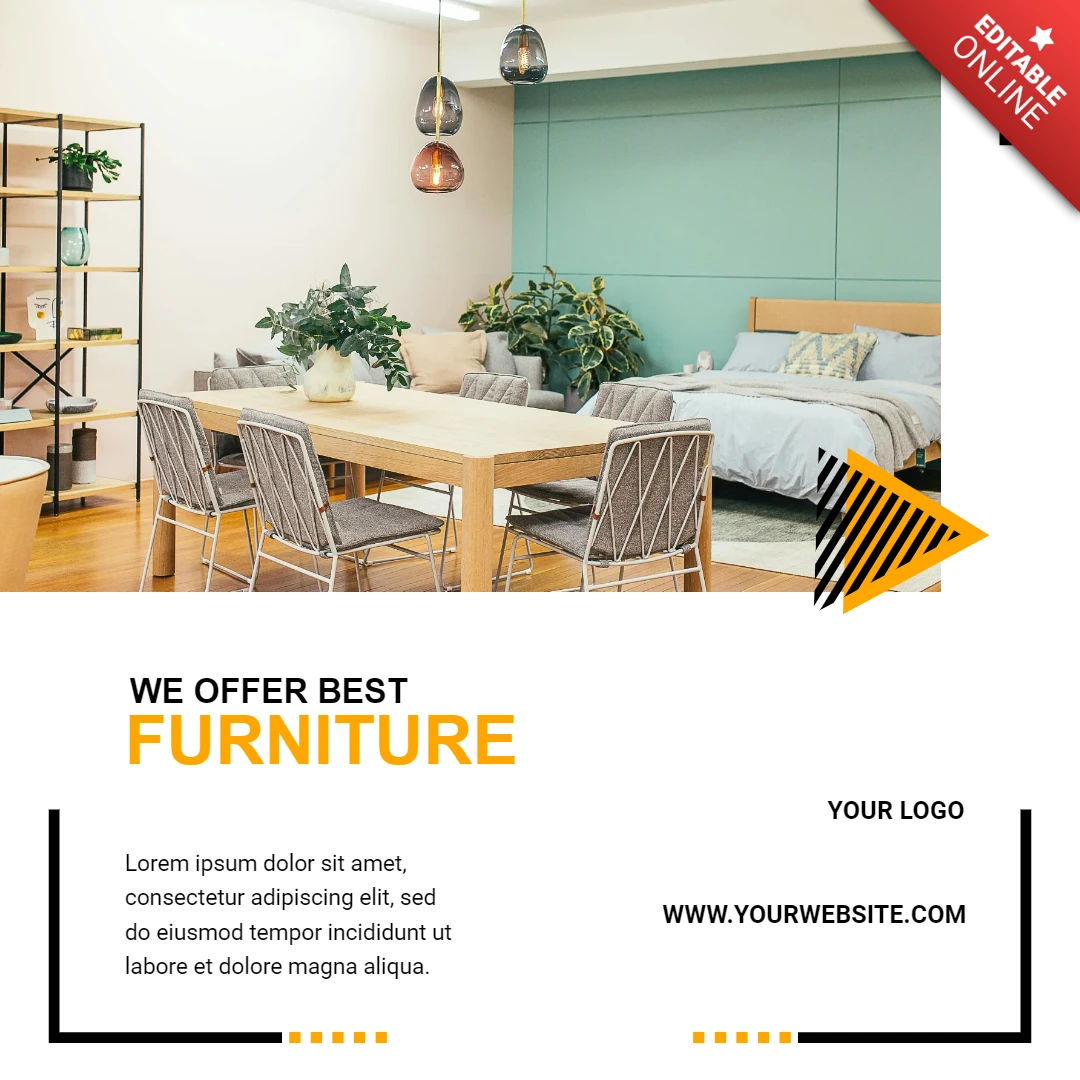 EDITABLE
ONLINE
WE OFFER BEST
FURNITURE
YOUR LOGO
Lorem ipsum dolor sit amet,
consectetur adipiscing elit, sed
do eiusmod tempor incididunt ut
labore et dolore magna aliqua.
WWW.YOURWEBSITE.COM